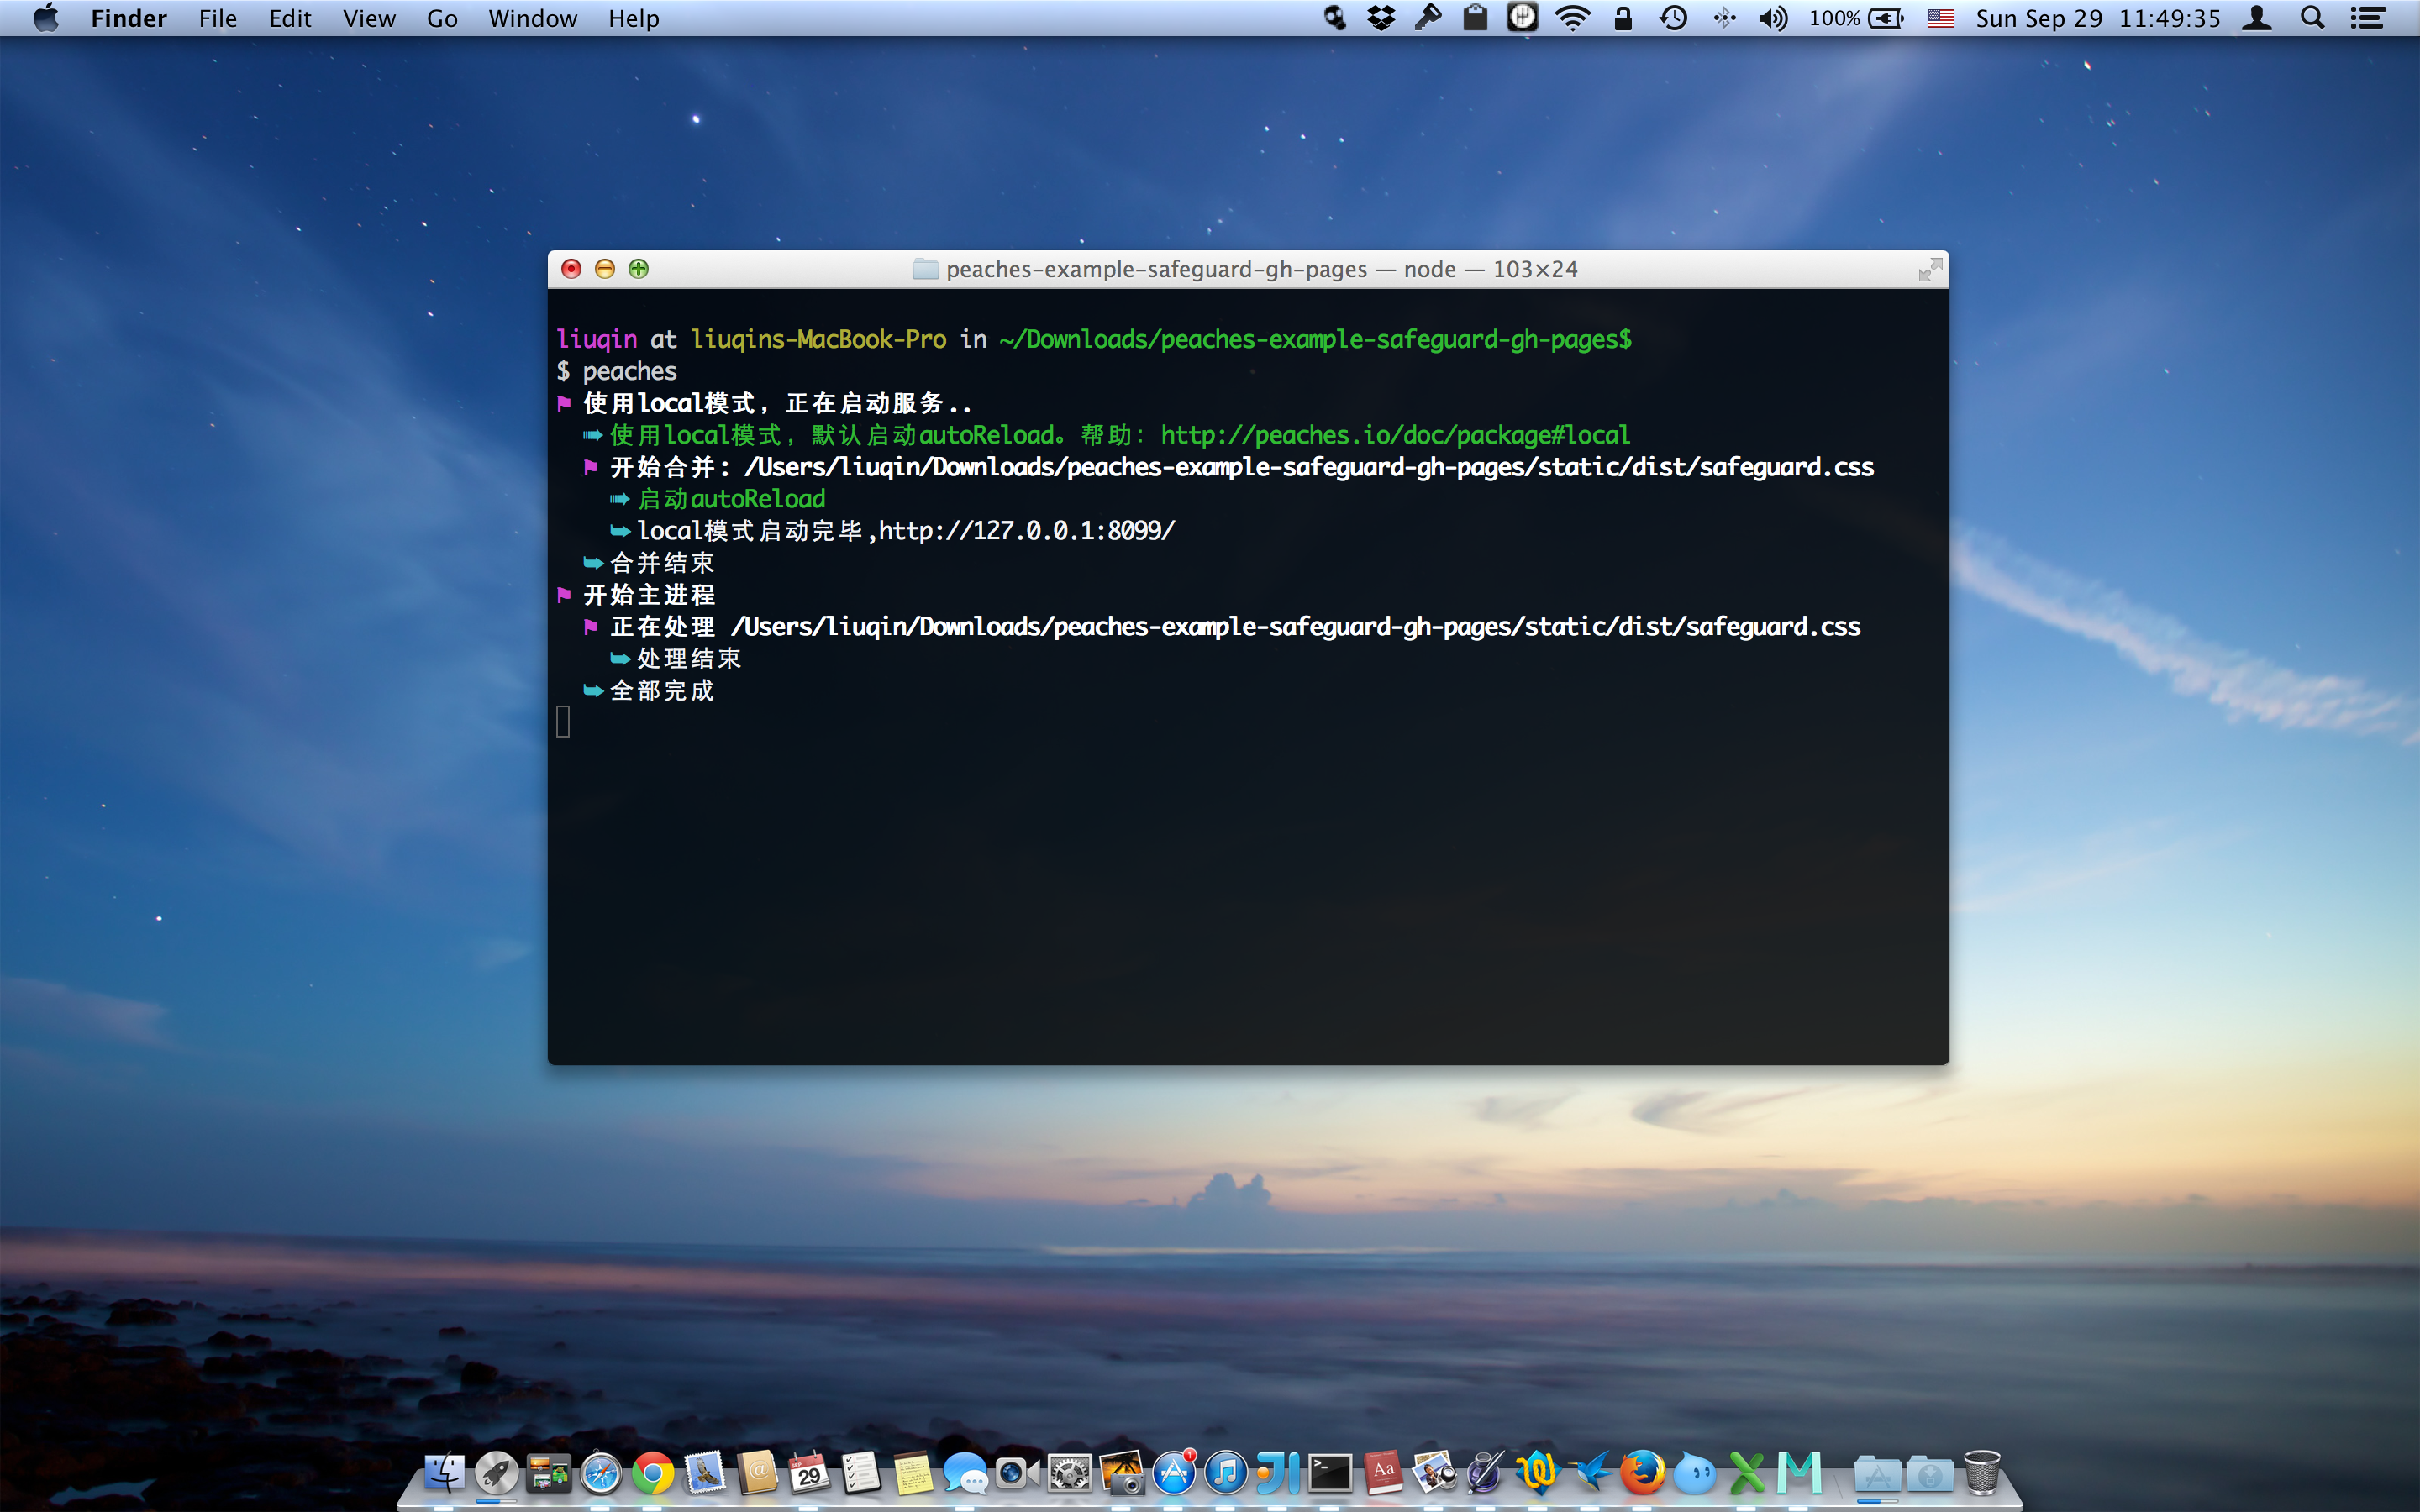 Finder File Edit View Go Window Help 100% Sun Sep 29 11:49:35
peaches-example-safeguard-gh-pages — node — 103×24
liuqin at liuqins-MacBook-Pro in ~/Downloads/peaches-example-safeguard-gh-pages$
$ peaches
使用local模式，正在启动服务..
使用local模式，默认启动autoReload。帮助：http://peaches.io/doc/package#local
开始合并：/Users/liuqin/Downloads/peaches-example-safeguard-gh-pages/static/dist/safeguard.css
启动autoReload
local模式启动完毕,http://127.0.0.1:8099/
合并结束
开始主进程
正在处理 /Users/liuqin/Downloads/peaches-example-safeguard-gh-pages/static/dist/safeguard.css
处理结束
全部完成
SEP
29
1
>_
Aa